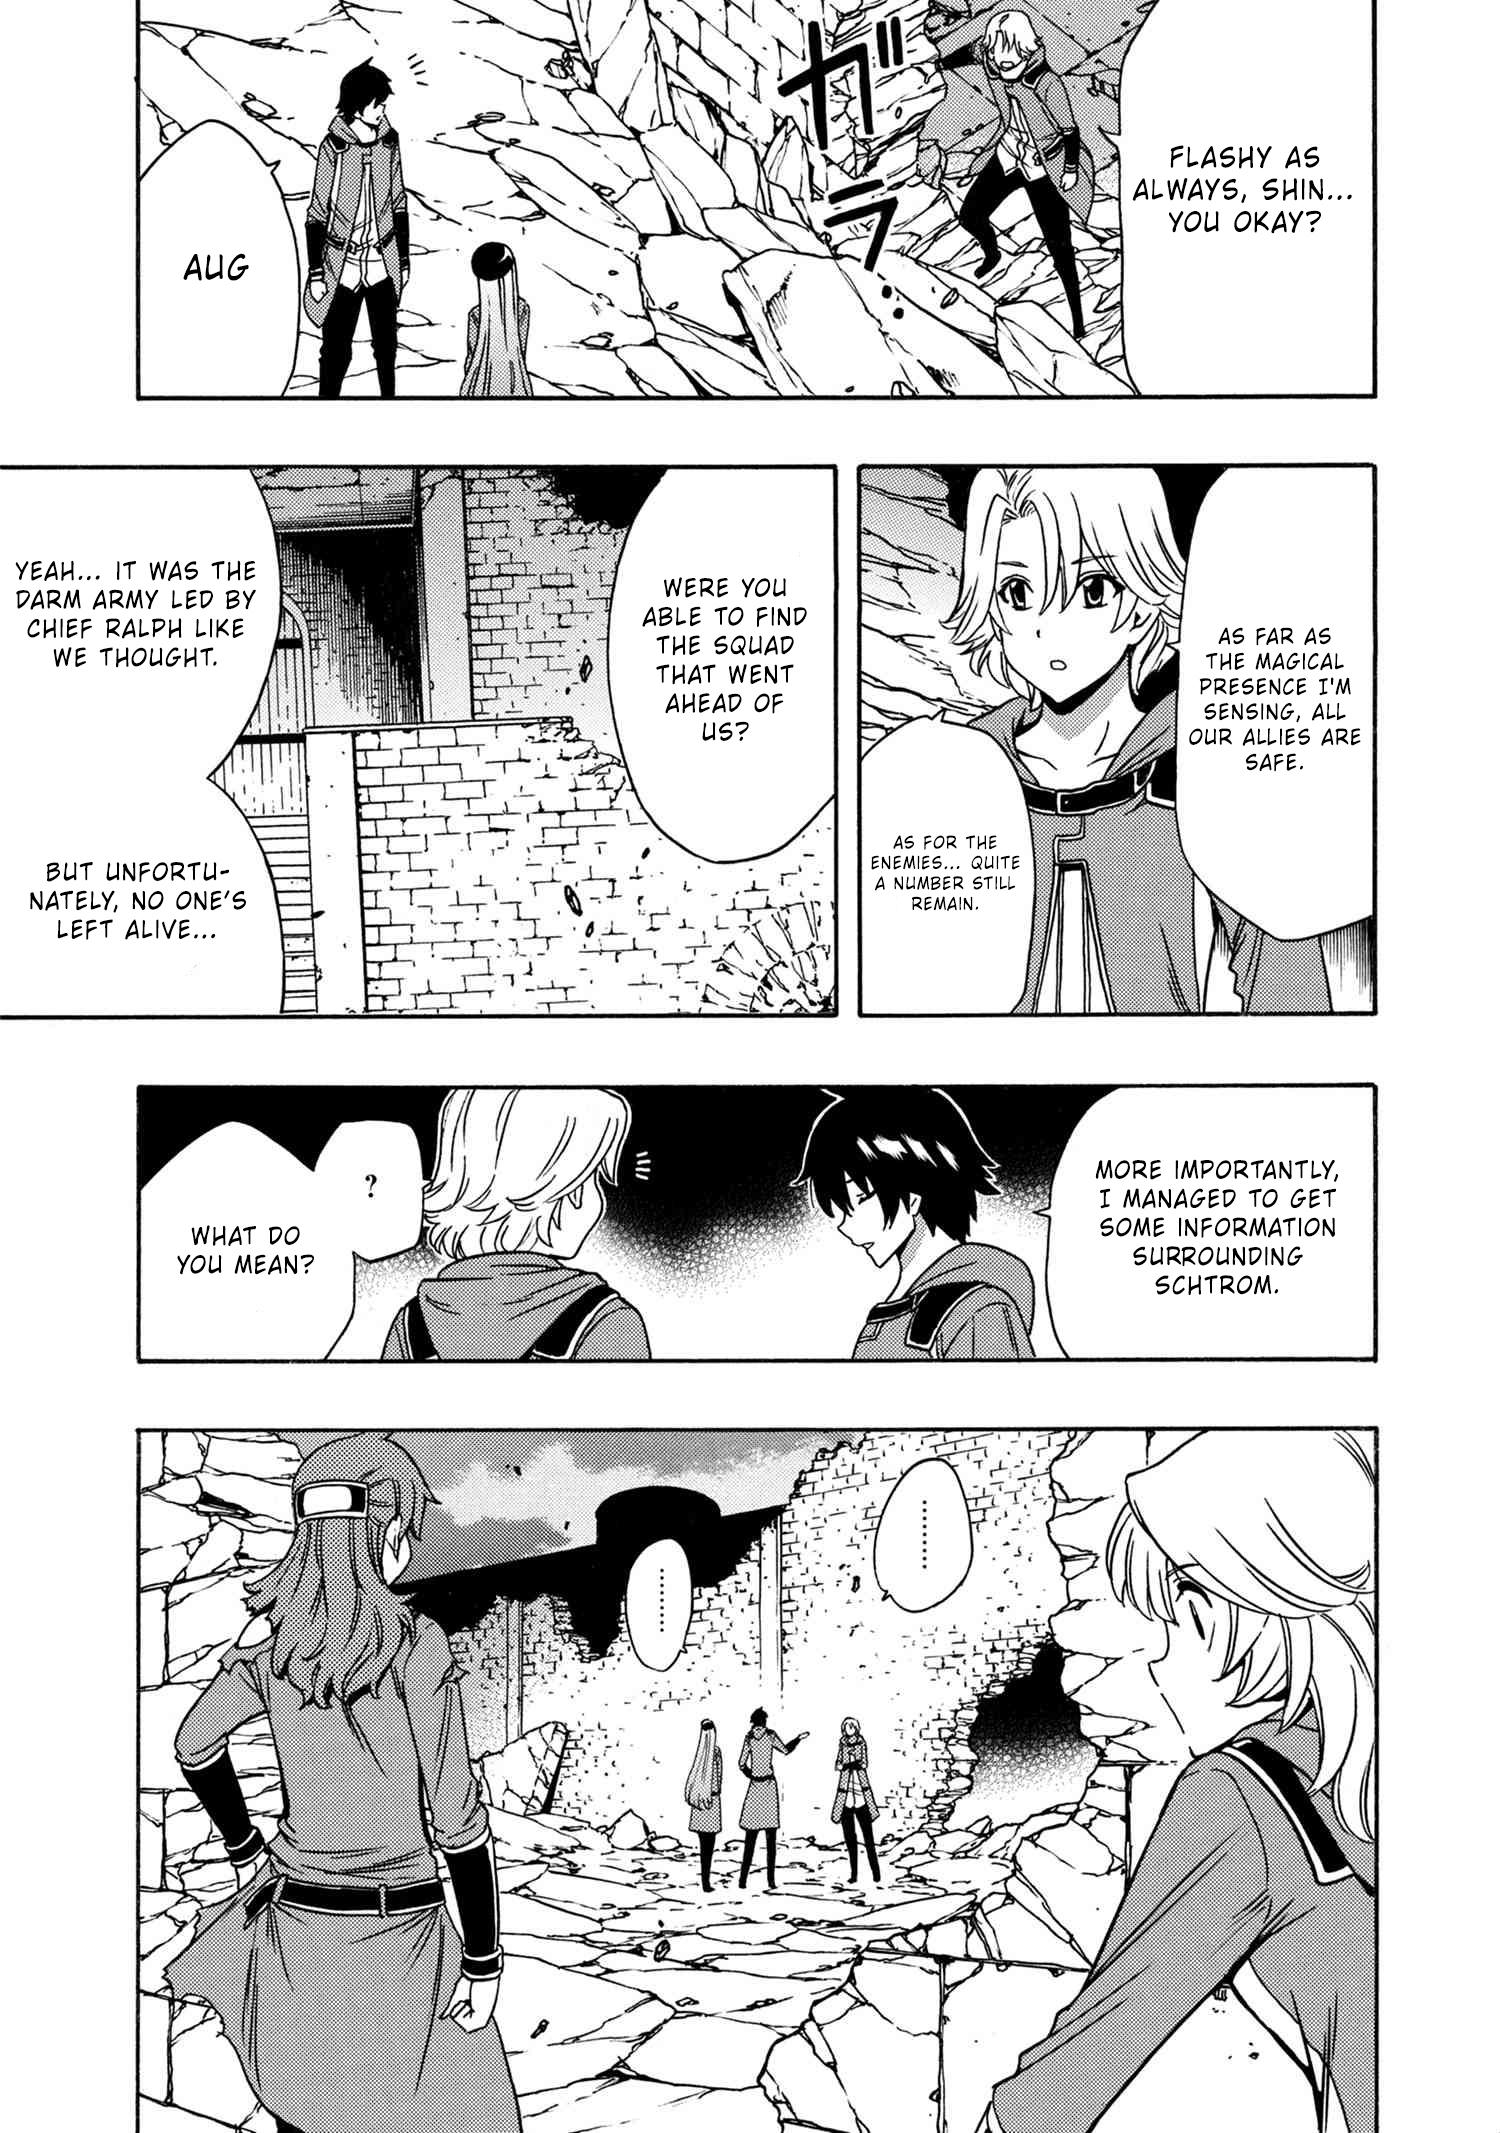 FLASHY AS
ALWAYS, SHIN...
YOU OKAY?
ガラ...
AUG
AS FAR AS
THE MAGICAL
PRESENCE I'M
SENSING, ALL
OUR ALLIES ARE
SAFE.
AS FOR THE
ENEMIES... QUITE
A NUMBER STILL
REMAIN.
WERE YOU
ABLE TO FIND
THE SQUAD
THAT WENT
AHEAD OF
US?
YEAH... IT WAS THE
DARM ARMY LED BY
CHIEF RALPH LIKE
WE THOUGHT.
BUT UNFORTU-
NATELY, NO ONE'S
LEFT ALIVE...
MORE IMPORTANTLY,
I MANAGED TO GET
SOME INFORMATION
SURROUNDING
SCHTROM.
?
WHAT DO
YOU MEAN?
.........
.........